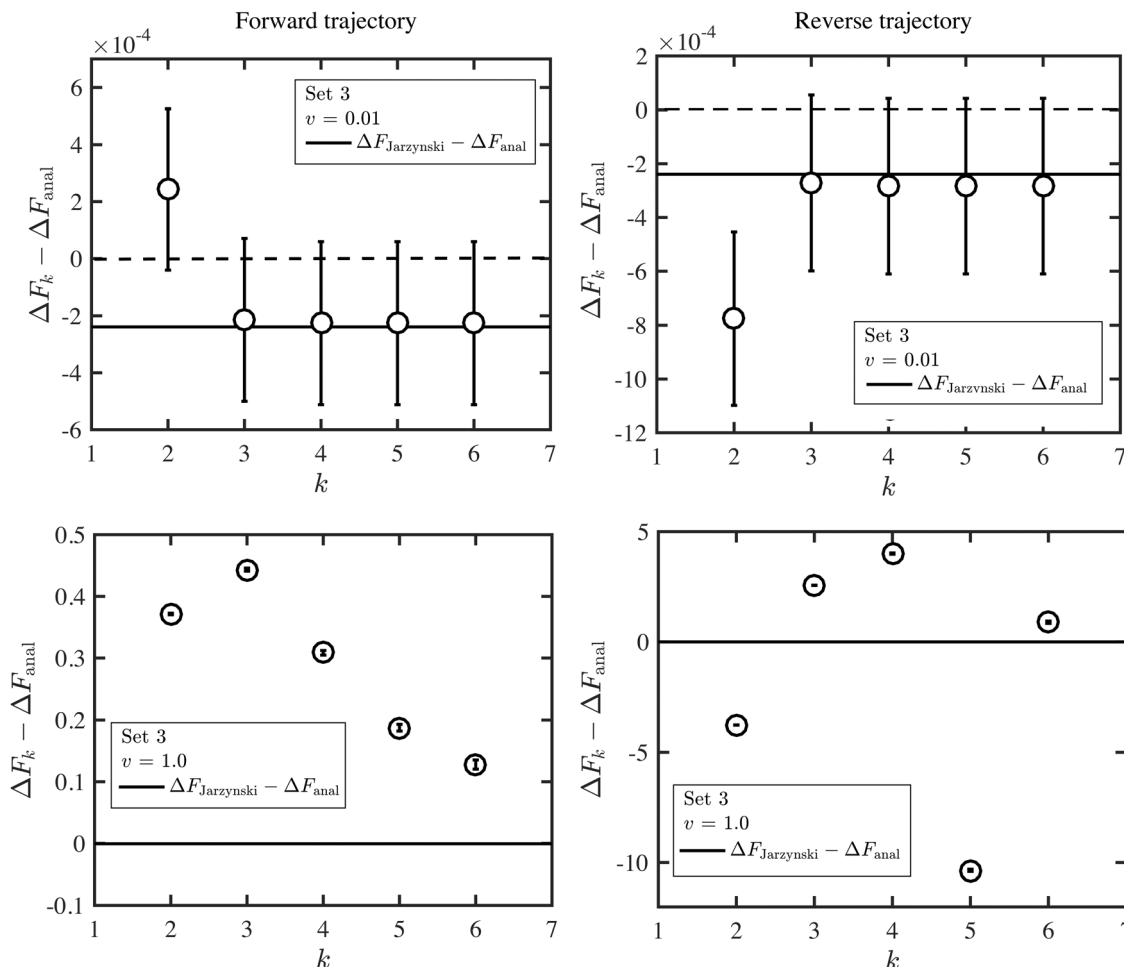 Forward trajectory
×10⁻⁴
6
4
2
0
-2
-4
-6
1 2 3 4 5 6 7
k
ΔF_k − ΔF_anal
Set 3
v = 0.01
ΔF_Jarzynski − ΔF_anal
Reverse trajectory
×10⁻⁴
2
0
-2
-4
-6
-8
-10
-12
1 2 3 4 5 6 7
k
ΔF_k − ΔF_anal
Set 3
v = 0.01
ΔF_Jarzvnski − ΔF_anal
0.5
0.4
0.3
0.2
0.1
0
-0.1
1 2 3 4 5 6 7
k
ΔF_k − ΔF_anal
Set 3
v = 1.0
ΔF_Jarzynski − ΔF_anal
5
0
-5
-10
1 2 3 4 5 6 7
k
ΔF_k − ΔF_anal
Set 3
v = 1.0
ΔF_Jarzynski − ΔF_anal